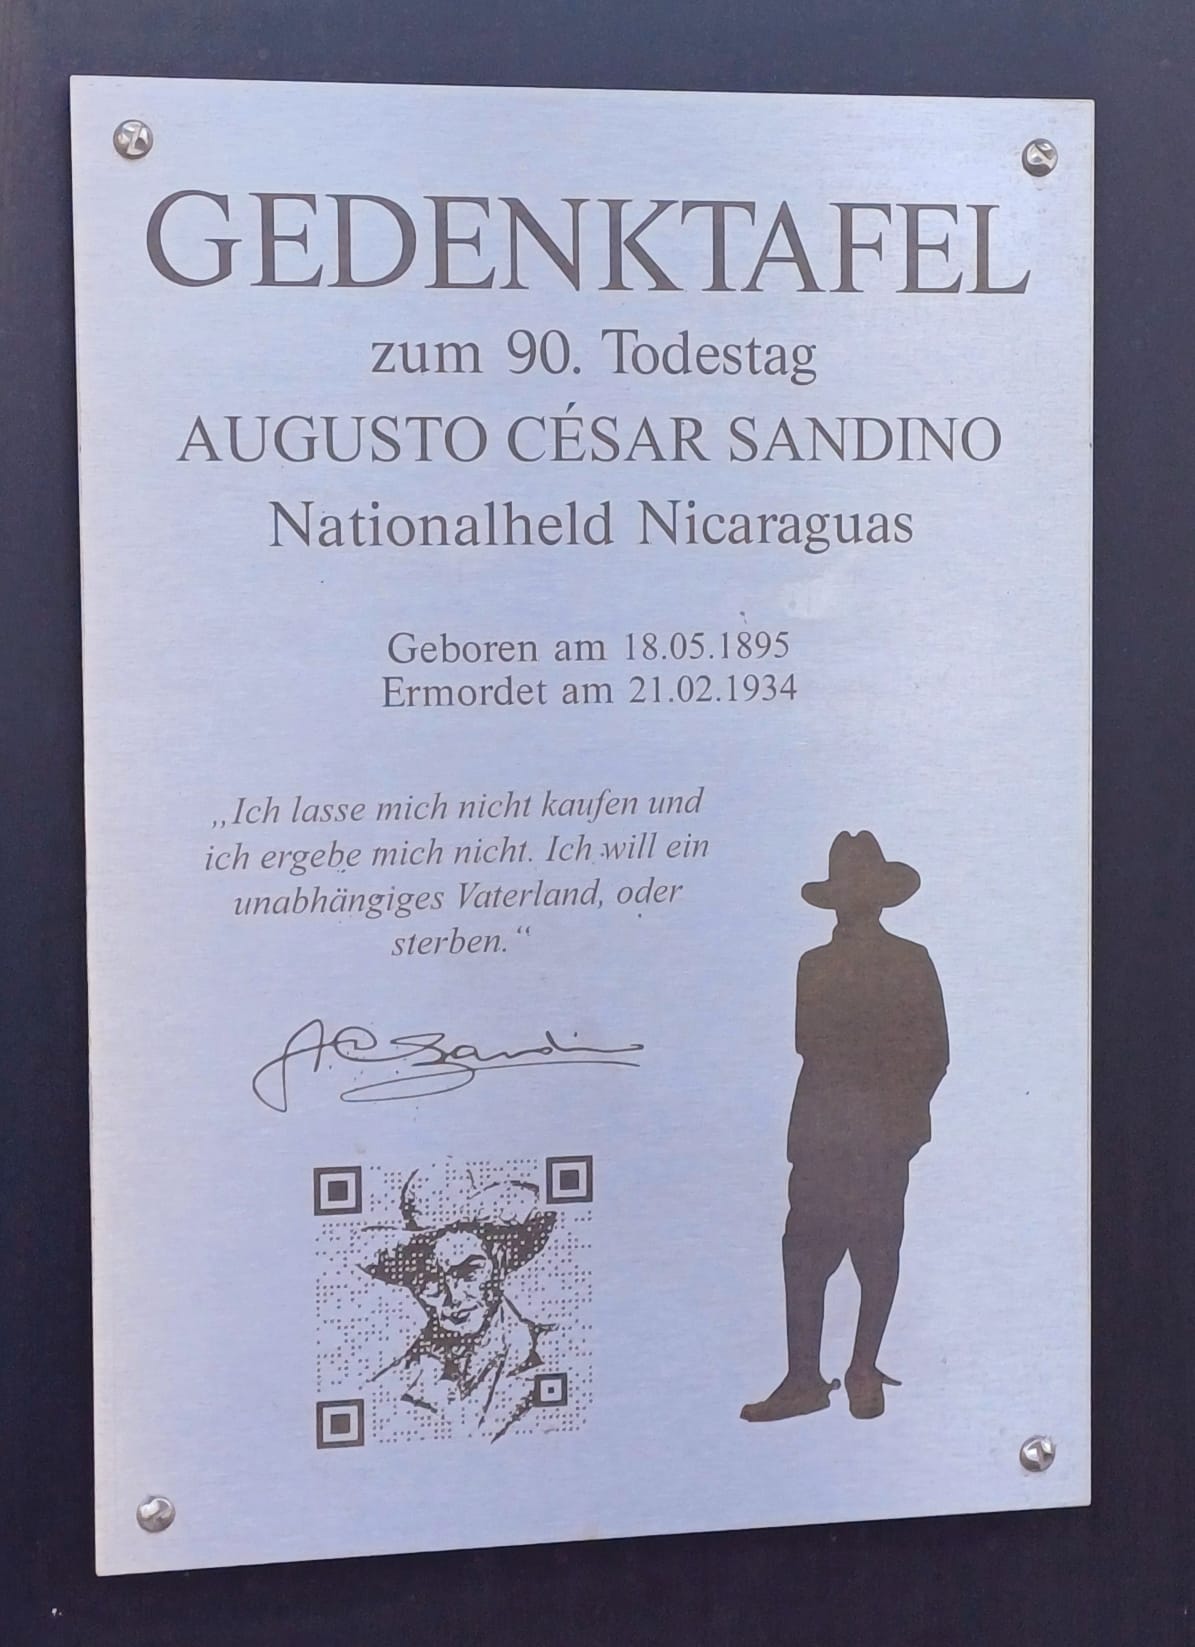 GEDENKTAFEL
zum 90. Todestag
AUGUSTO CÉSAR SANDINO
Nationalheld Nicaraguas
Geboren am 18.05.1895
Ermordet am 21.02.1934
„Ich lasse mich nicht kaufen und
ich ergebe mich nicht. Ich will ein
unabhängiges Vaterland, oder
sterben.“
A C Sandino